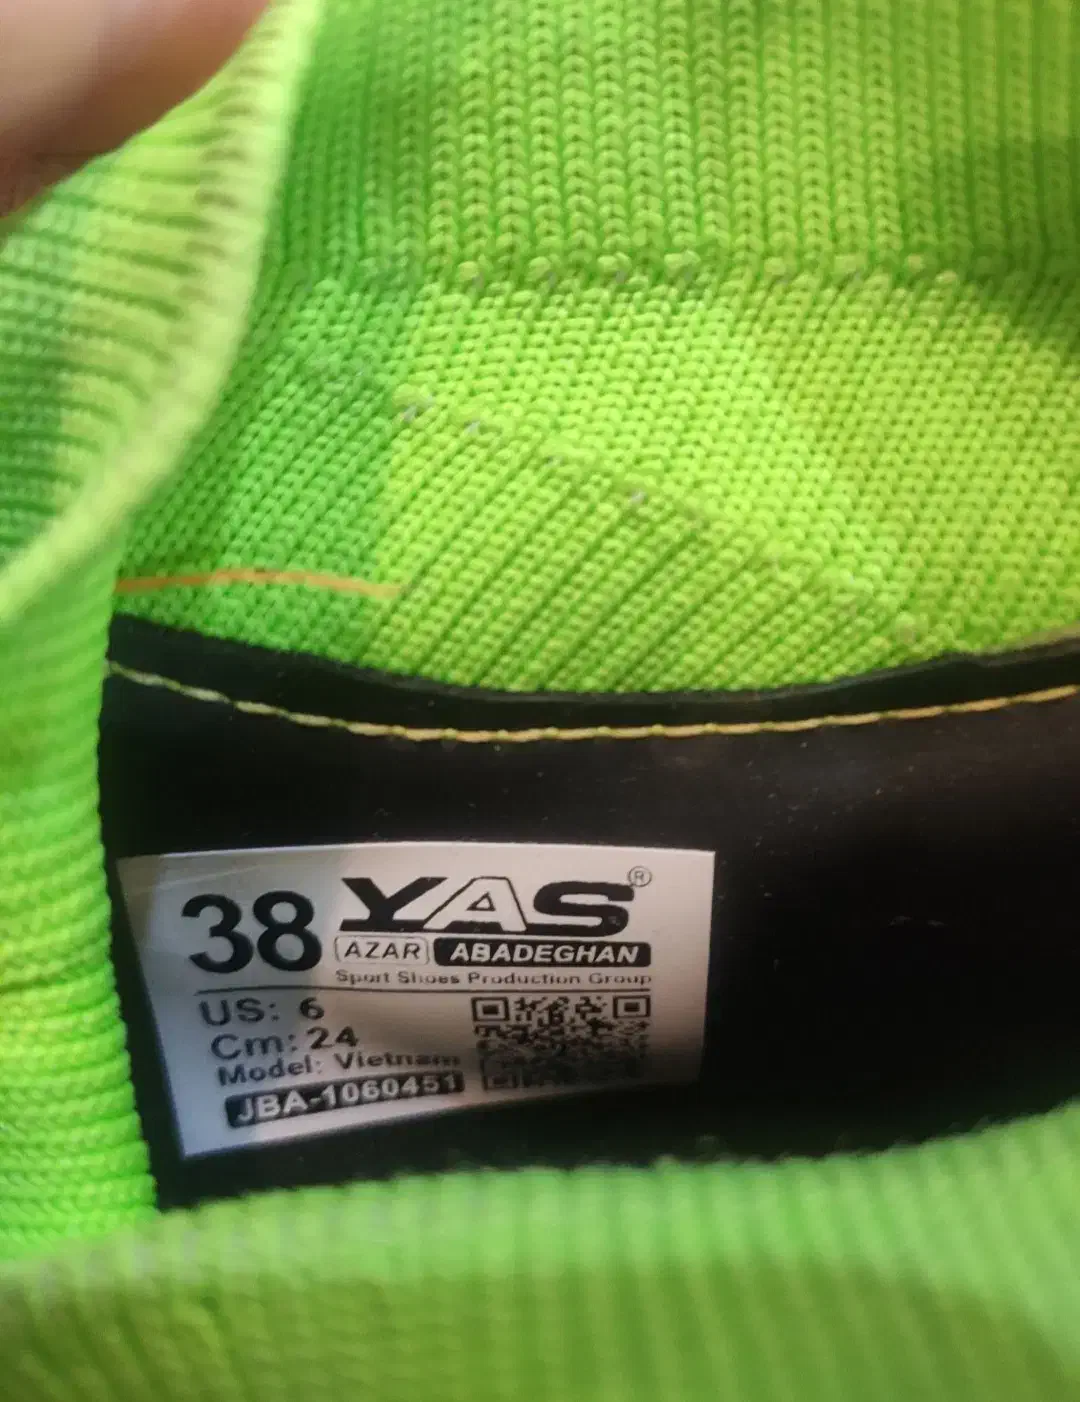 38 YAS®
AZAR ABADEGHAN
Sport Shoes Production Group
US: 6
Cm: 24
Model: Vietnam
JBA-1060451